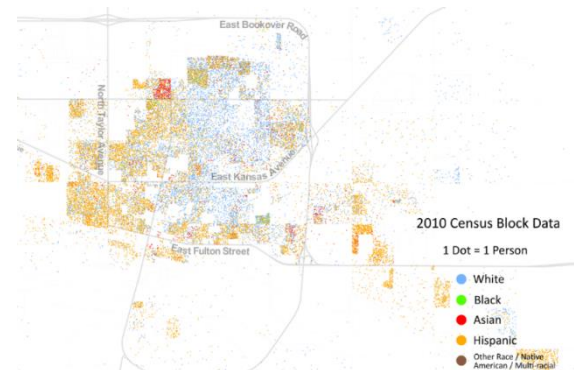 East Bookover Road
North Taylor Avenue
East Kansas Avenue
East Fulton Street
2010 Census Block Data
1 Dot = 1 Person
White
Black
Asian
Hispanic
Other Race / Native
American / Multi-racial